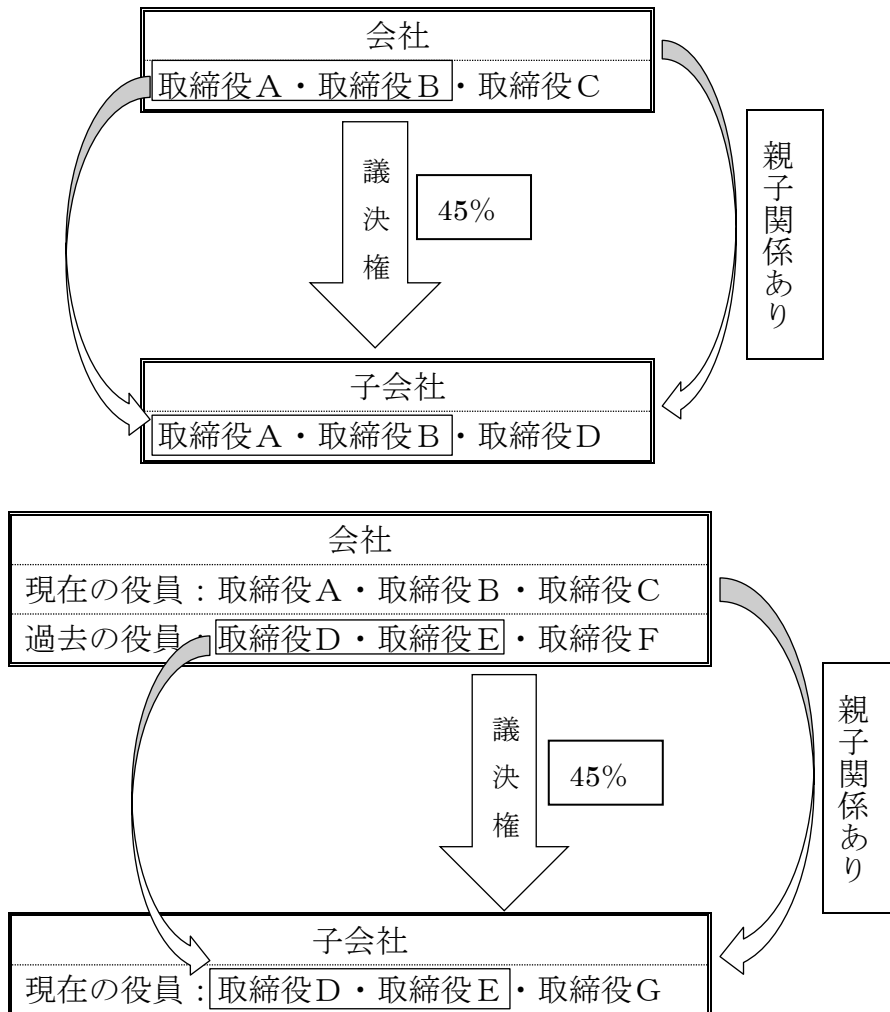 会社
取締役A・取締役B・取締役C
議決権
45%
親子関係あり
子会社
取締役A・取締役B・取締役D
会社
現在の役員：取締役A・取締役B・取締役C
過去の役員：取締役D・取締役E・取締役F
議決権
45%
親子関係あり
子会社
現在の役員：取締役D・取締役E・取締役G